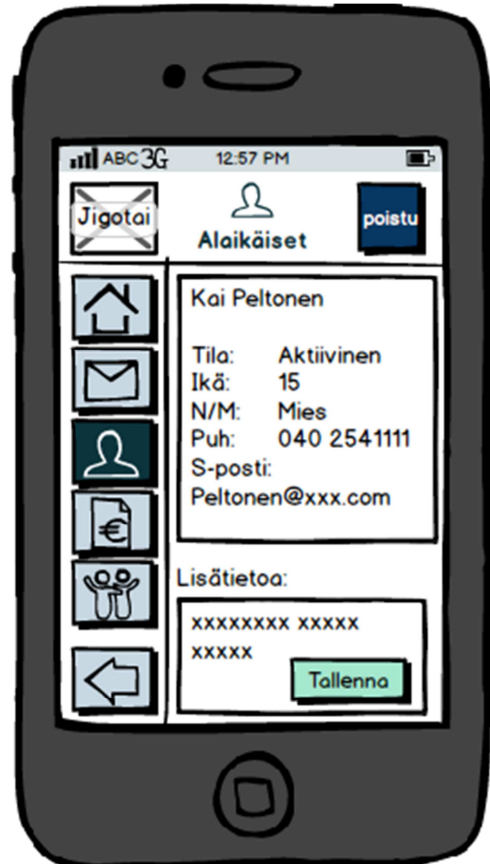 ABC 3G 12:57 PM
Jigotai
Alaikäiset
poistu
Kai Peltonen
Tila: Aktiivinen
Ikä: 15
N/M: Mies
Puh: 040 2541111
S-posti:
Peltonen@xxx.com
€
Lisätietoa:
xxxxxxxx xxxxx
xxxxx
Tallenna